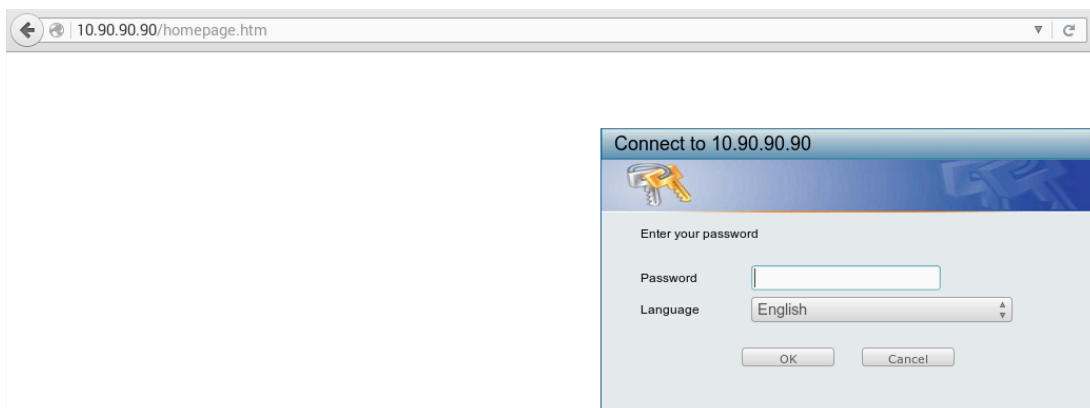 10.90.90.90/homepage.htm
Connect to 10.90.90.90
Enter your password
Password
Language English
OK Cancel